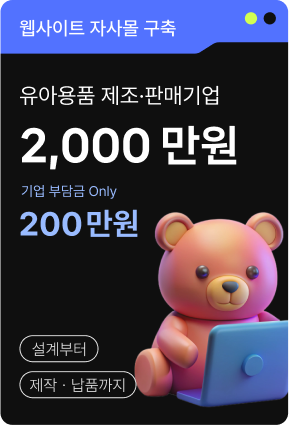 웹사이트 자사몰 구축
유아용품 제조·판매기업
2,000 만원
기업 부담금 Only
200만원
설계부터
제작 · 납품까지